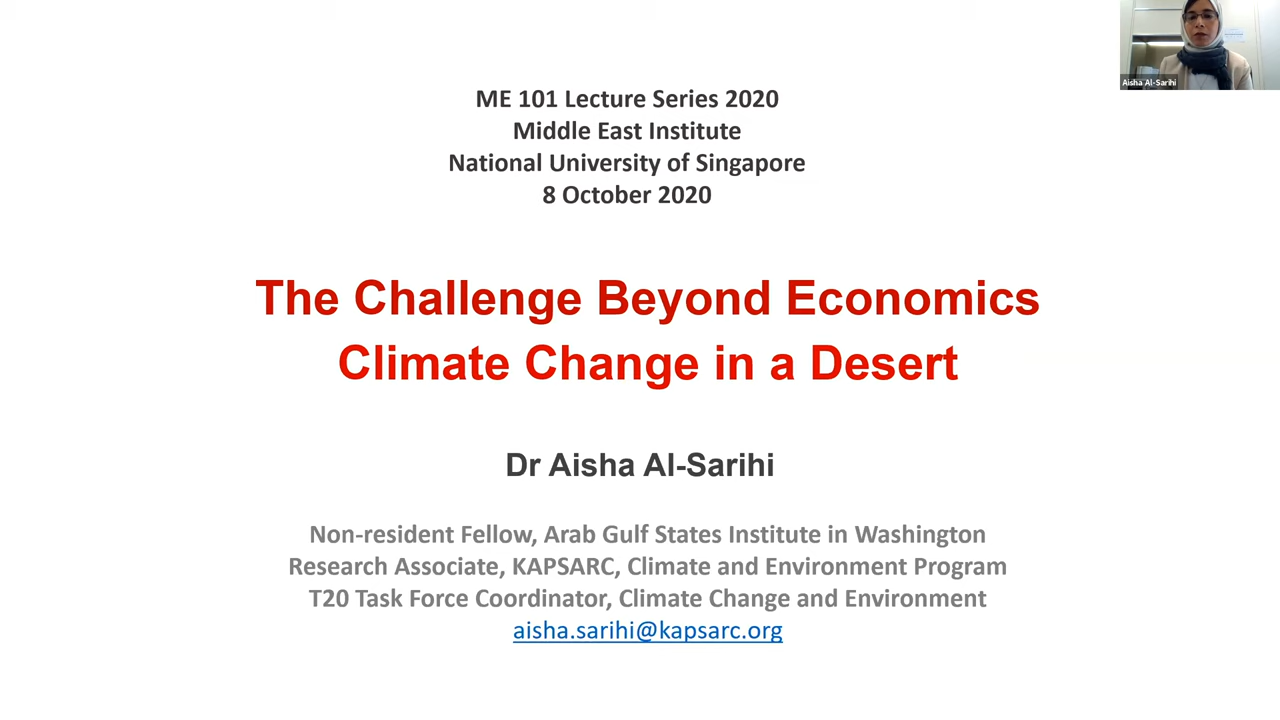 ME 101 Lecture Series 2020
Middle East Institute
National University of Singapore
8 October 2020
The Challenge Beyond Economics
Climate Change in a Desert
Dr Aisha Al-Sarihi
Non-resident Fellow, Arab Gulf States Institute in Washington
Research Associate, KAPSARC, Climate and Environment Program
T20 Task Force Coordinator, Climate Change and Environment
aisha.sarihi@kapsarc.org
Aisha Al-Sarihi